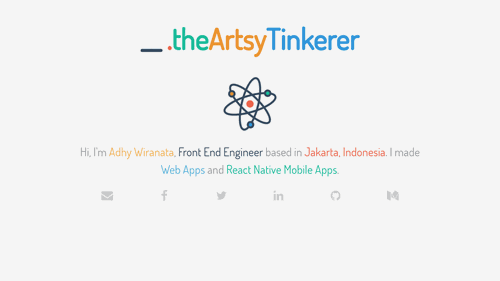 _ .theArtsyTinkerer
Hi, I'm Adhy Wiranata, Front End Engineer based in Jakarta, Indonesia. I made
Web Apps and React Native Mobile Apps.